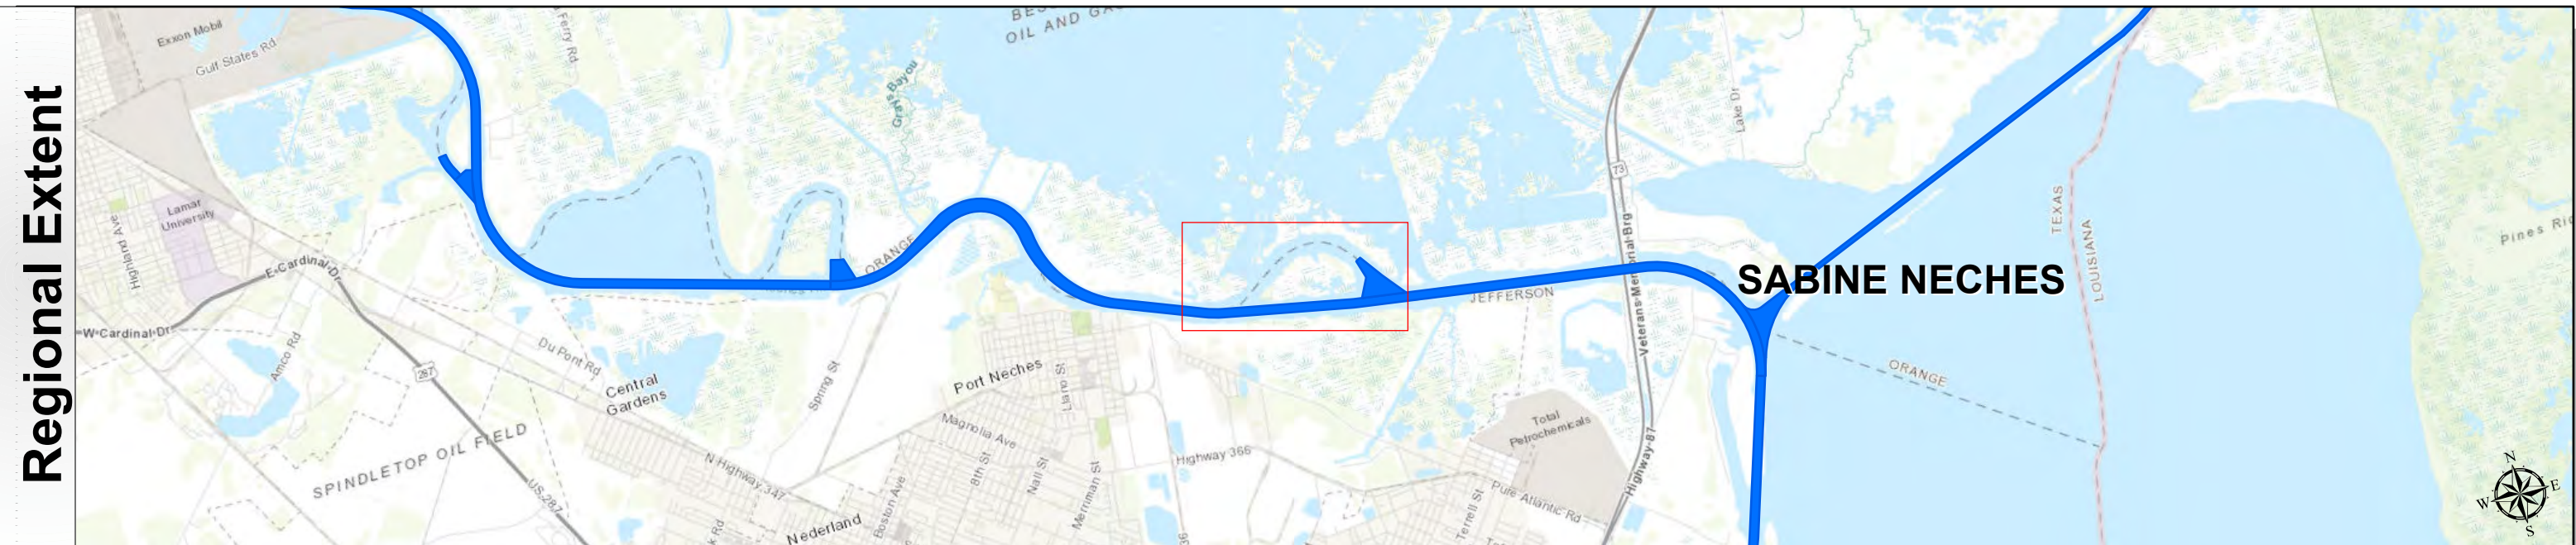 Regional Extent
Exxon Mobil
Gulf States Rd
Ferry Rd
OIL AND GAS
Grays Bayou
Lake Dr
73
Lamar
University
Highland Ave
E Cardinal Dr
W Cardinal Dr
ORANGE
Veterans Memorial Brg
JEFFERSON
SABINE NECHES
TEXAS
LOUISIANA
ORANGE
Amco Rd
287
Du Pont Rd
Central
Gardens
Spring St
Port Neches
Llano St
Magnolia Ave
8th St
Nall St
Merriman St
Highway 366
Total
Petrochemicals
Highway 87
Pure Atlantic Rd
Terrell St
SPINDLETOP OIL FIELD
US 287
N Highway 347
Boston Ave
Nederland
Pines
N
W
E
S